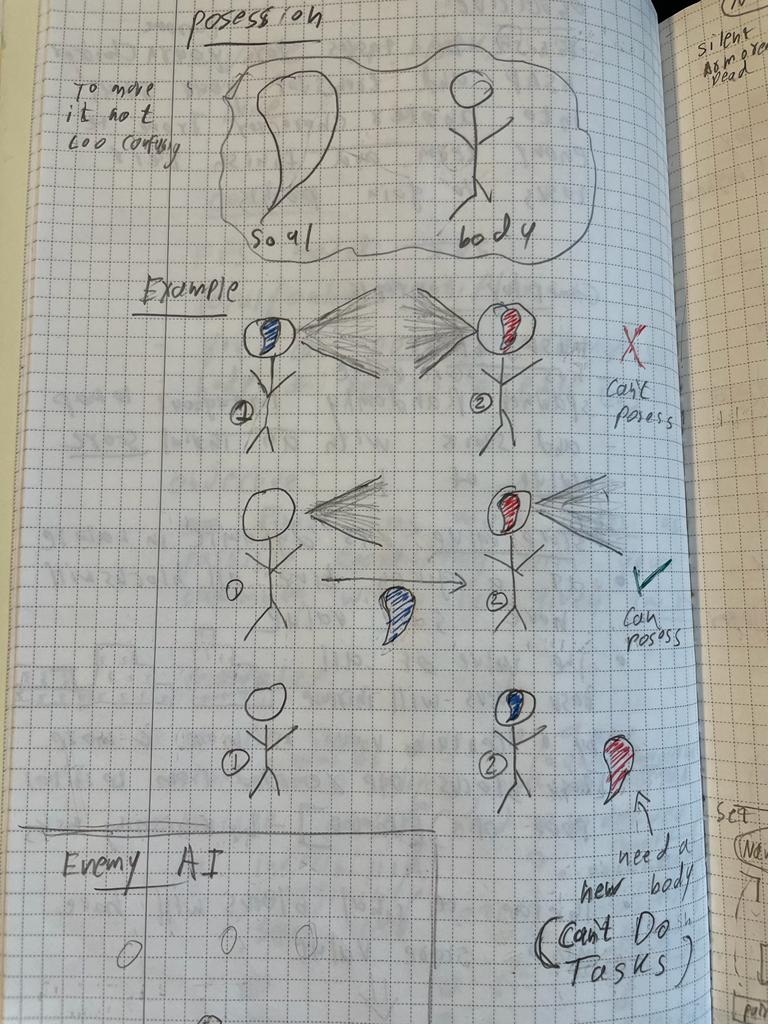 Posession
To make
it not
too confusing
soul
body
Example
1
2
X
Can't
posess
1
2
Can
posess
1
2
need a
new body
(Can't Do
Tasks)
Enemy AI
Silent
Armored
Dead
Set